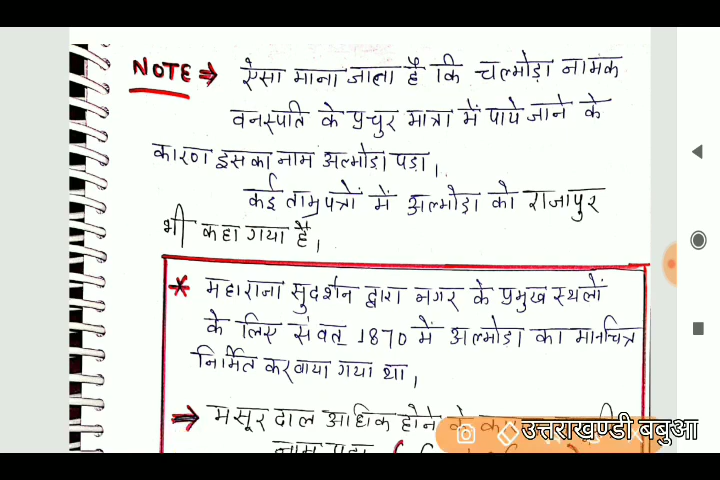 NOTE ⇒ ऐसा माना जाता है कि चल्मोड़ा नामक
वनस्पति के प्रचुर मात्रा में पाये जाने के
कारण इसका नाम अल्मोड़ा पड़ा।
कई ताम्रपत्रों में अल्मोड़ा को राजापुर
भी कहा गया है।
* महाराजा सुदर्शन द्वारा नगर के प्रमुख स्थलों
के लिए संवत् 1870 में अल्मोड़ा का मानचित्र
निर्मित करवाया गया था।
⇒ मसूर दाल अधिक होने के
उत्तराखण्डी बबुआ
नाम पड़ा